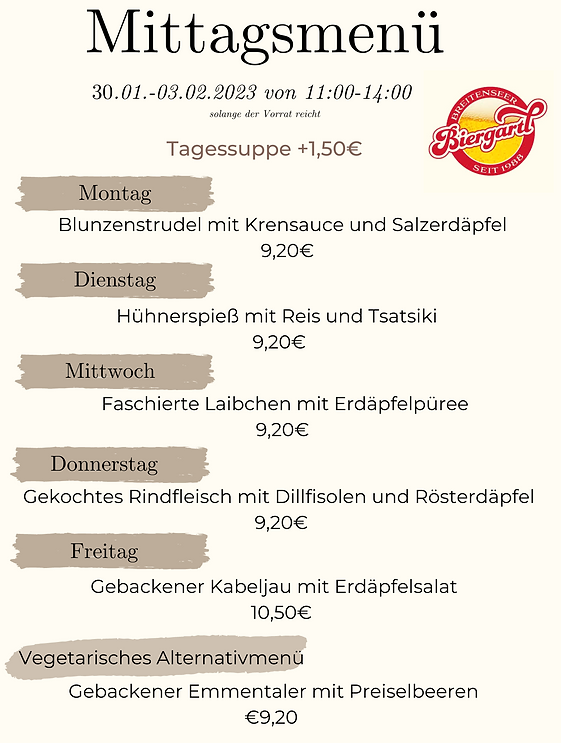 Mittagsmenü
30.01.-03.02.2023 von 11:00-14:00
solange der Vorrat reicht
BREITENSEER
Biergartl
SEIT 1988
Tagessuppe +1,50€
Montag
Blunzenstrudel mit Krensauce und Salzerdäpfel
9,20€
Dienstag
Hühnerspieß mit Reis und Tsatsiki
9,20€
Mittwoch
Faschierte Laibchen mit Erdäpfelpüree
9,20€
Donnerstag
Gekochtes Rindfleisch mit Dillfisolen und Rösterdäpfel
9,20€
Freitag
Gebackener Kabeljau mit Erdäpfelsalat
10,50€
Vegetarisches Alternativmenü
Gebackener Emmentaler mit Preiselbeeren
€9,20